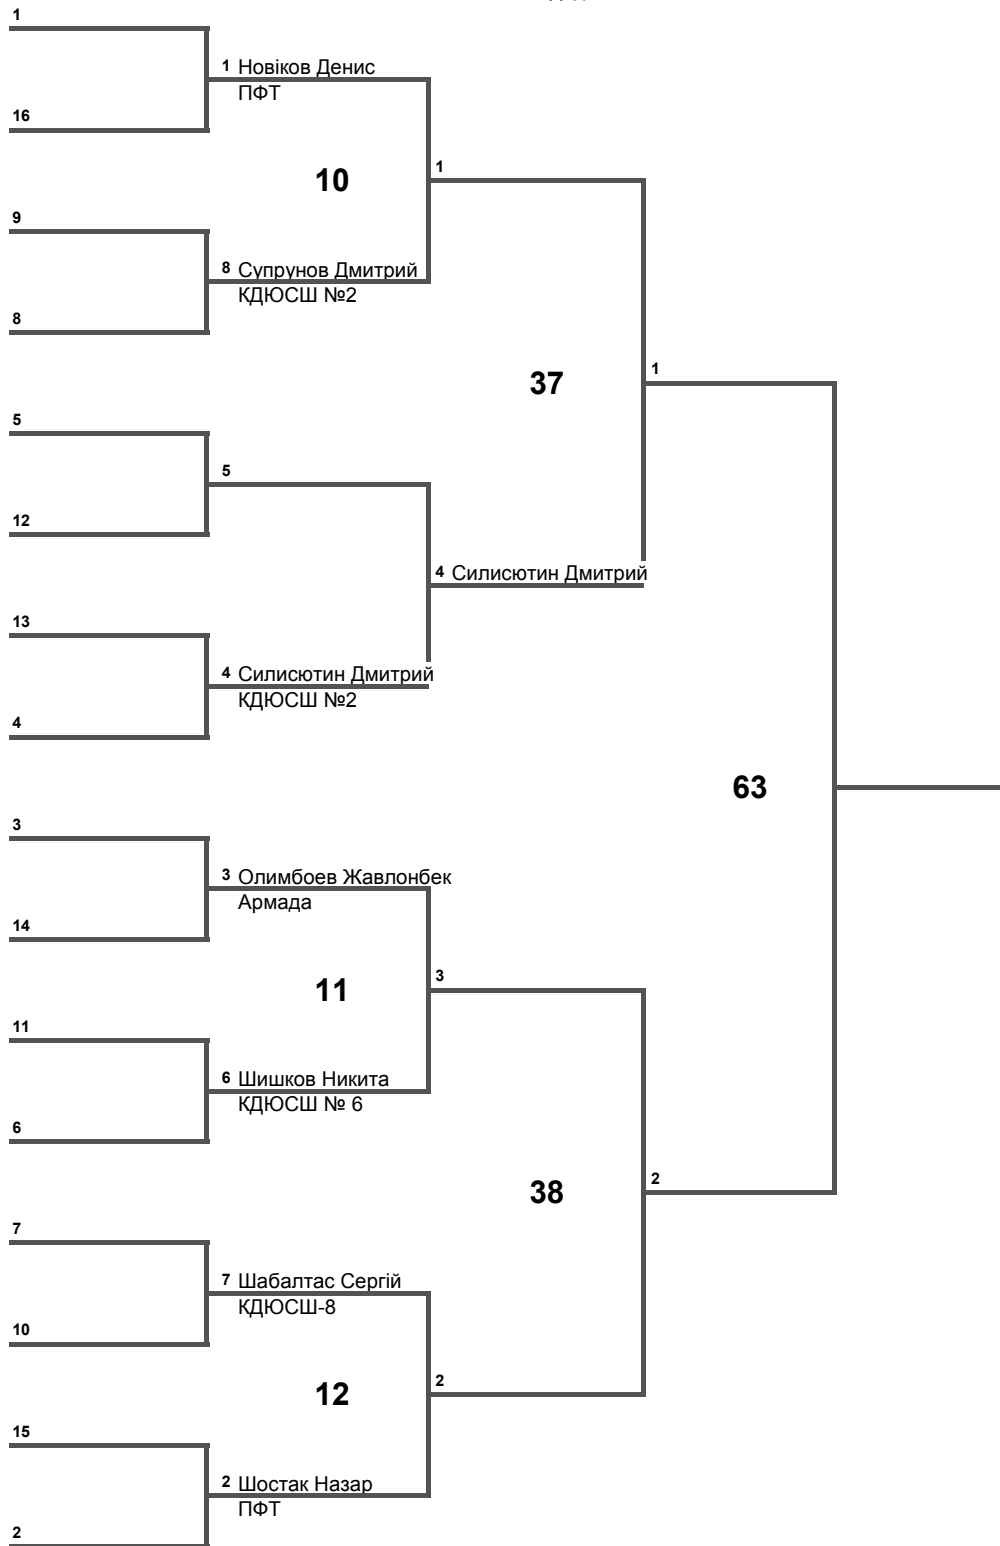 1
1 Новіков Денис
ПФТ
16
1
10
9
8 Супрунов Дмитрий
КДЮСШ №2
8
1
37
5
5
12
4 Силисютин Дмитрий
13
4 Силисютин Дмитрий
КДЮСШ №2
4
63
3
3 Олимбоев Жавлонбек
Армада
14
3
11
11
6 Шишков Никита
КДЮСШ № 6
6
2
38
7
7 Шабалтас Сергій
КДЮСШ-8
10
2
12
15
2 Шостак Назар
ПФТ
2